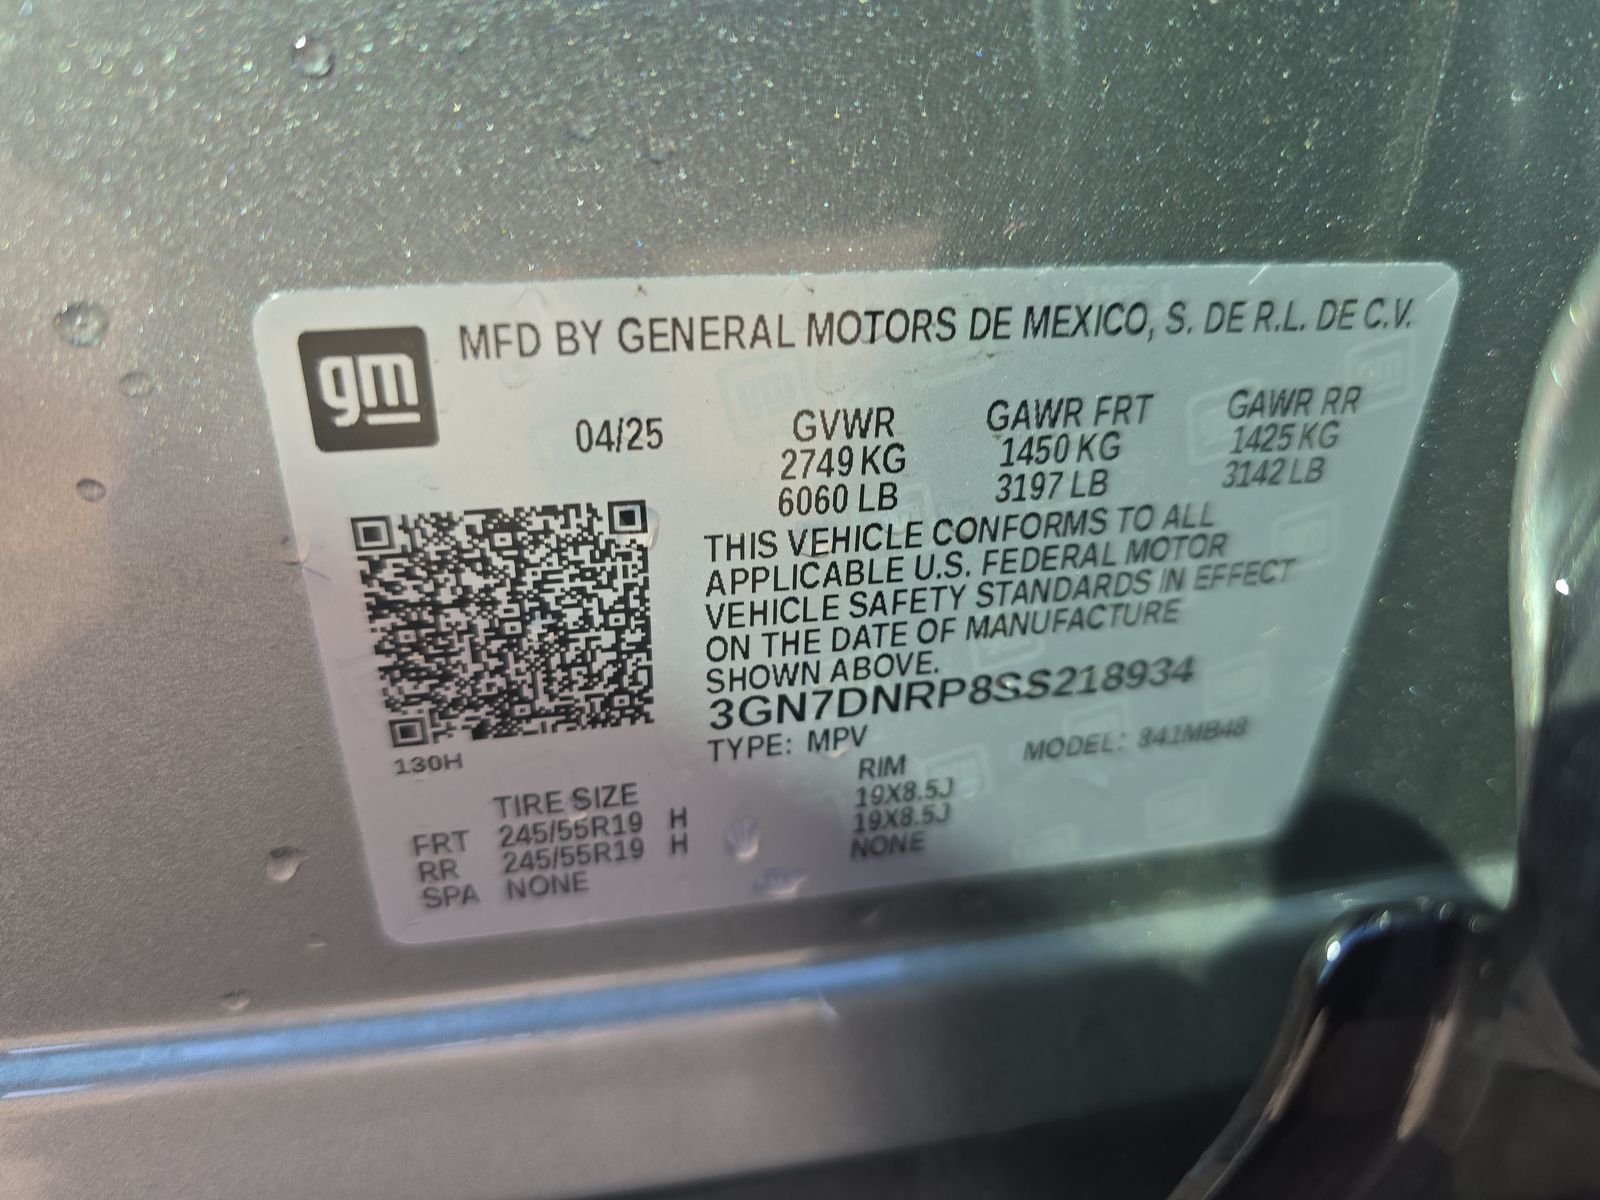 gm
MFD BY GENERAL MOTORS DE MEXICO, S. DE R.L. DE C.V.
04/25 GVWR GAWR FRT GAWR RR
2749 KG 1450 KG 1425 KG
6060 LB 3197 LB 3142 LB
THIS VEHICLE CONFORMS TO ALL
APPLICABLE U.S. FEDERAL MOTOR
VEHICLE SAFETY STANDARDS IN EFFECT
ON THE DATE OF MANUFACTURE
SHOWN ABOVE.
3GN7DNRP8SS218934
TYPE: MPV MODEL: 341MB48
130H
TIRE SIZE RIM
FRT 245/55R19 H 19X8.5J
RR 245/55R19 H 19X8.5J
SPA NONE NONE